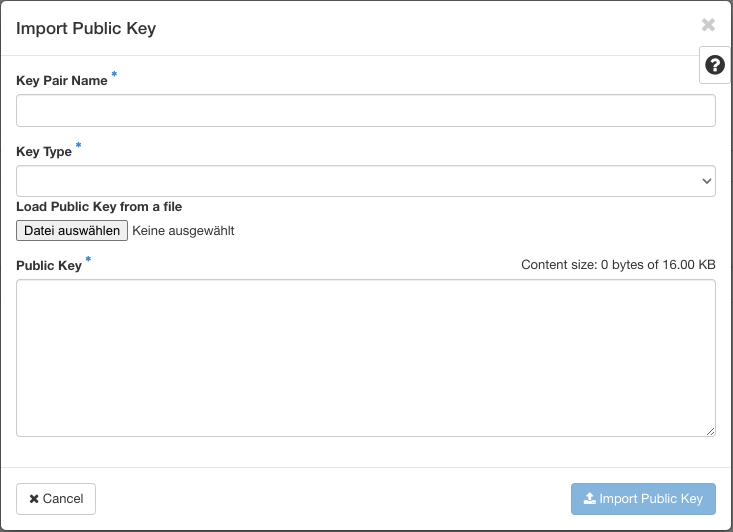 Import Public Key
Key Pair Name *
Key Type *
Load Public Key from a file
Datei auswählen Keine ausgewählt
Public Key * Content size: 0 bytes of 16.00 KB
Cancel Import Public Key